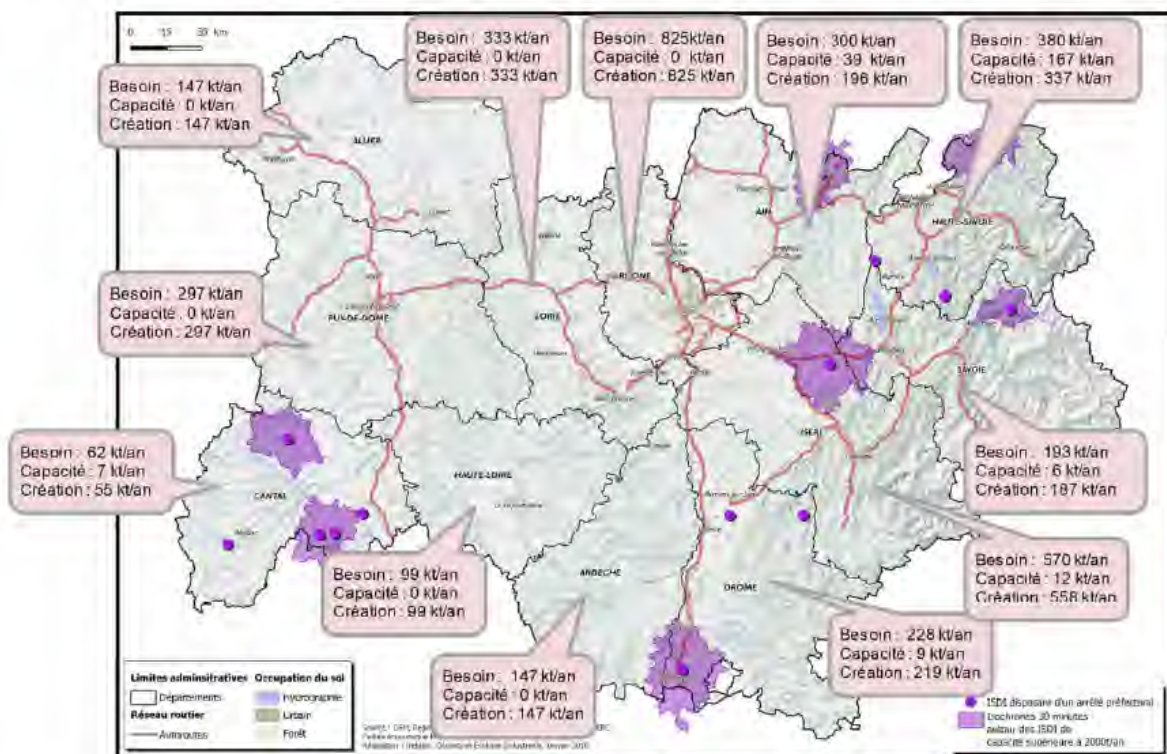 0 15 30 km
Besoin : 333 kt/an
Capacité : 0 kt/an
Création : 333 kt/an
Besoin : 825kt/an
Capacité : 0 kt/an
Création : 825 kt/an
Besoin : 300 kt/an
Capacité : 39 kt/an
Création : 196 kt/an
Besoin : 380 kt/an
Capacité : 167 kt/an
Création : 337 kt/an
Besoin : 147 kt/an
Capacité : 0 kt/an
Création : 147 kt/an
ALLIER
AIN
HAUTE-SAVOIE
Besoin : 297 kt/an
Capacité : 0 kt/an
Création : 297 kt/an
PUY-DE-DOME
LOIRE
SAVOIE
ISERE
Besoin : 62 kt/an
Capacité : 7 kt/an
Création : 55 kt/an
CANTAL
HAUTE-LOIRE
Besoin : 193 kt/an
Capacité : 6 kt/an
Création : 187 kt/an
Besoin : 99 kt/an
Capacité : 0 kt/an
Création : 99 kt/an
ARDECHE
DROME
Besoin : 570 kt/an
Capacité : 12 kt/an
Création : 558 kt/an
Besoin : 147 kt/an
Capacité : 0 kt/an
Création : 147 kt/an
Besoin : 228 kt/an
Capacité : 9 kt/an
Création : 219 kt/an
Limites adminsitratives
Départements
Réseau routier
Autoroutes
Occupation du sol
Hydrographie
Urbain
Forêt
ISDI disposant d'un arrêté préfectoral
Isochrones 30 minutes
autour des ISDI de
capacité supérieure à 2000t/an